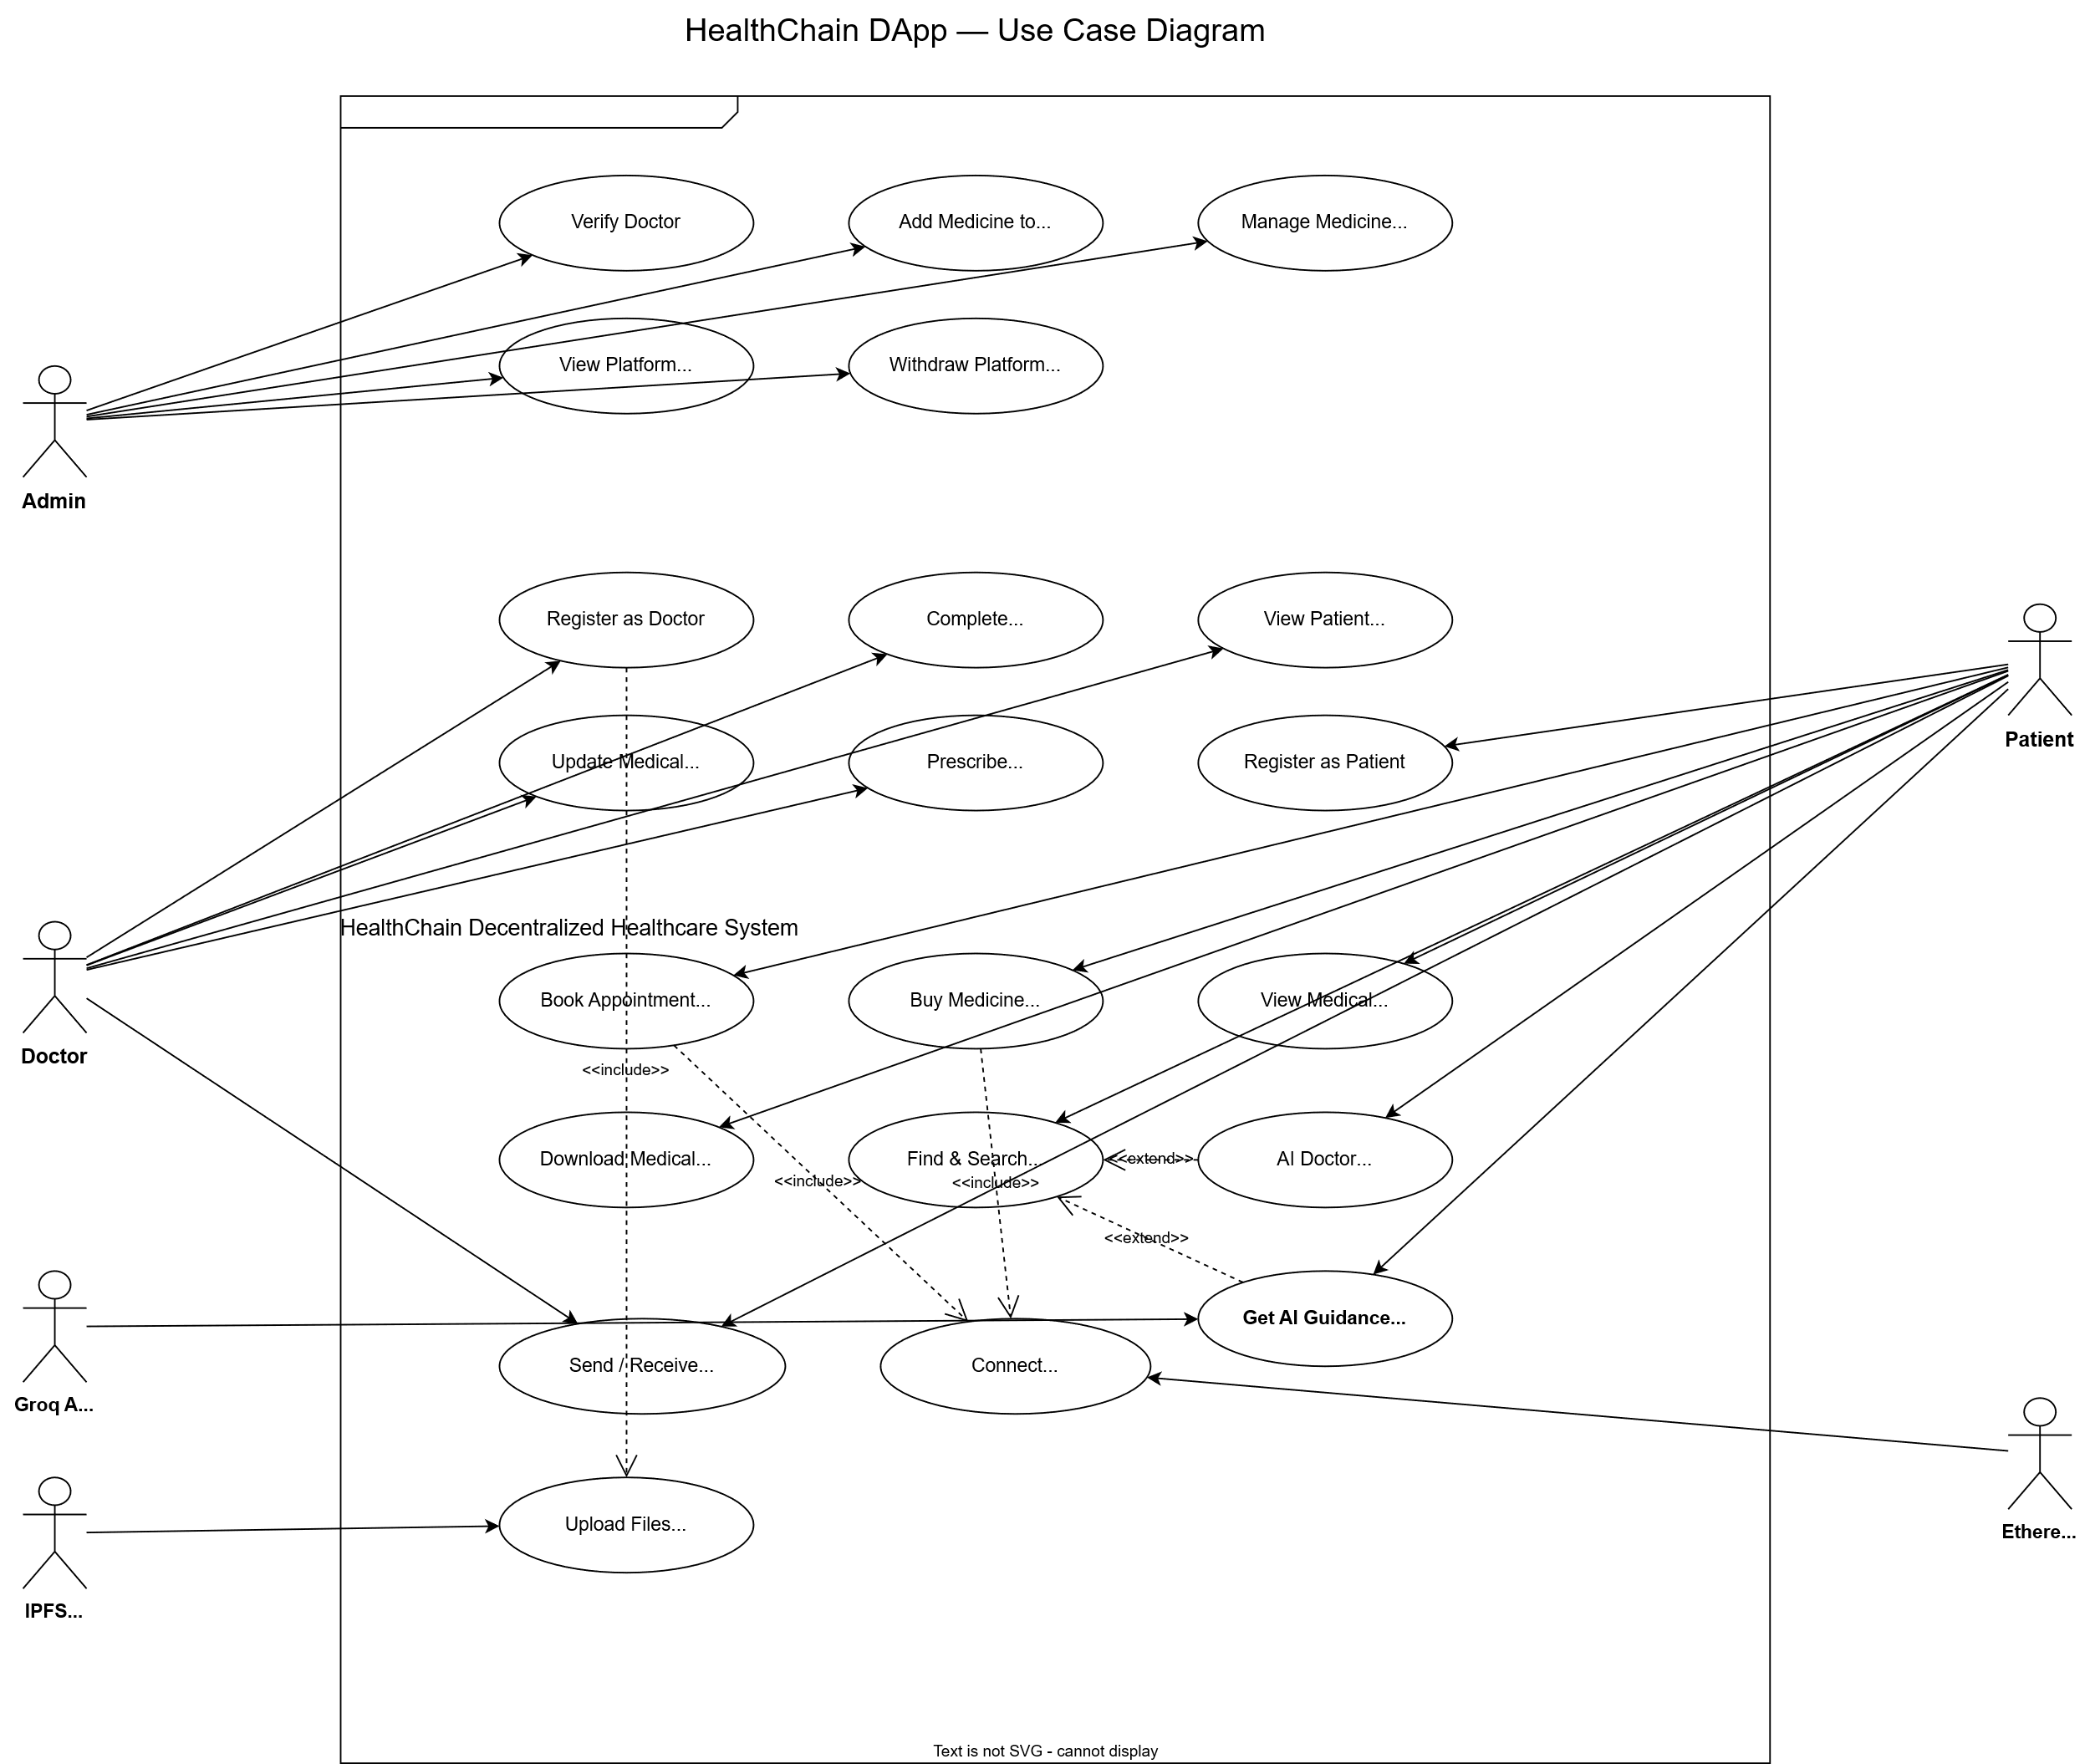 HealthChain DApp — Use Case Diagram
Verify Doctor
Add Medicine to...
Manage Medicine...
View Platform...
Withdraw Platform...
Admin
Register as Doctor
Complete...
View Patient...
Update Medical...
Prescribe...
Register as Patient
Patient
HealthChain Decentralized Healthcare System
Book Appointment...
Buy Medicine...
View Medical...
Doctor
<<include>>
Download Medical...
Find & Search...
<<extend>>
AI Doctor...
<<include>>
<<include>>
<<extend>>
Get AI Guidance...
Send / Receive...
Connect...
Groq A...
Upload Files...
Ethere...
IPFS...
Text is not SVG - cannot display